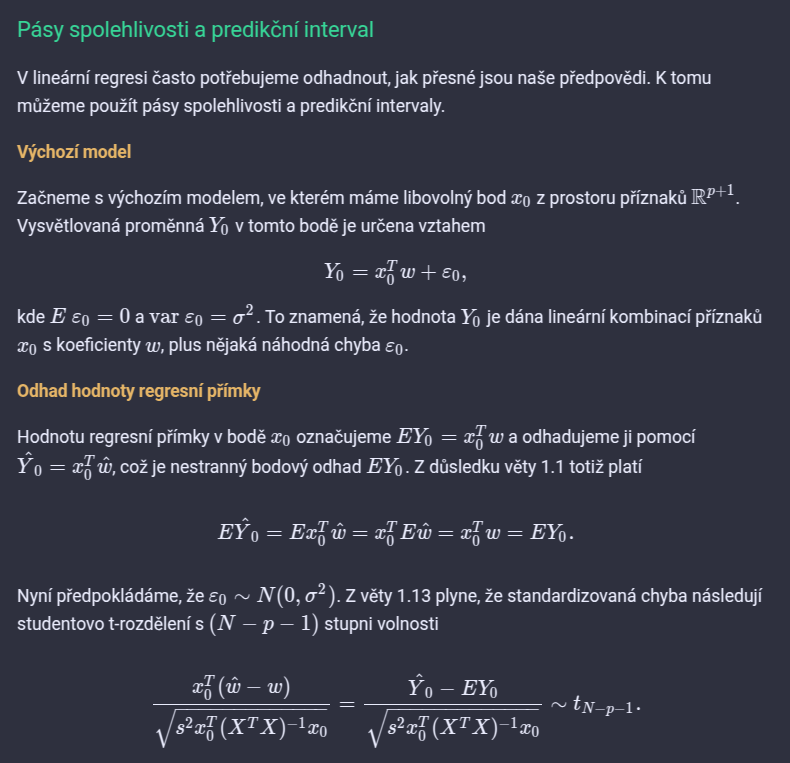 Pásy spolehlivosti a predikční interval
V lineární regresi často potřebujeme odhadnout, jak přesné jsou naše předpovědi. K tomu
můžeme použít pásy spolehlivosti a predikční intervaly.
Výchozí model
Začneme s výchozím modelem, ve kterém máme libovolný bod $x_0$ z prostoru příznaků $\mathbb{R}^{p+1}$.
Vysvětlovaná proměnná $Y_0$ v tomto bodě je určena vztahem
$Y_0 = x_0^T w + \varepsilon_0,$
kde $E\ \varepsilon_0 = 0$ a $\operatorname{var}\ \varepsilon_0 = \sigma^2$. To znamená, že hodnota $Y_0$ je dána lineární kombinací příznaků
$x_0$ s koeficienty $w$, plus nějaká náhodná chyba $\varepsilon_0$.
Odhad hodnoty regresní přímky
Hodnotu regresní přímky v bodě $x_0$ označujeme $EY_0 = x_0^T w$ a odhadujeme ji pomocí
$\hat{Y}_0 = x_0^T \hat{w}$, což je nestranný bodový odhad $EY_0$. Z důsledku věty 1.1 totiž platí
$E\hat{Y}_0 = Ex_0^T \hat{w} = x_0^T E\hat{w} = x_0^T w = EY_0.$
Nyní předpokládáme, že $\varepsilon_0 \sim N(0, \sigma^2)$. Z věty 1.13 plyne, že standardizovaná chyba následují
studentovo t-rozdělení s $(N - p - 1)$ stupni volnosti
$\frac{x_0^T(\hat{w} - w)}{\sqrt{s^2 x_0^T (X^T X)^{-1} x_0}} = \frac{\hat{Y}_0 - EY_0}{\sqrt{s^2 x_0^T (X^T X)^{-1} x_0}} \sim t_{N-p-1}.$